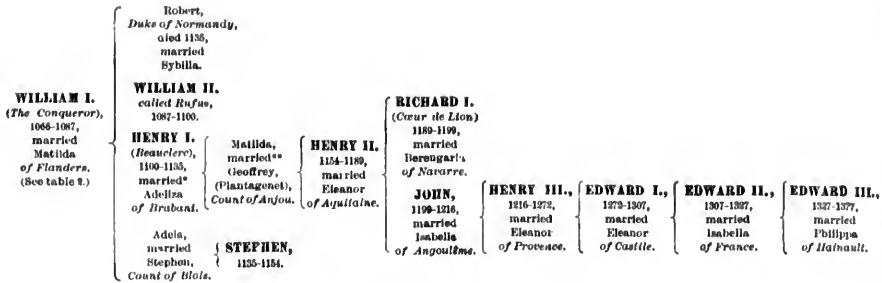 WILLIAM I.
(The Conqueror),
1066-1087,
married
Matilda
of Flanders.
(See table 2.)
Robert,
Duke of Normandy,
died 1135,
married
Sybilla.
WILLIAM II.
called Rufus,
1087-1100.
HENRY I.
(Beauclerc),
1100-1135,
married*
Adeliza
of Brabant.
Adela,
married
Stephen,
Count of Blois.
Matilda,
married**
Geoffrey,
(Plantagenet),
Count of Anjou.
STEPHEN,
1135-1154.
HENRY II.
1154-1189,
married
Eleanor
of Aquitaine.
RICHARD I.
(Cœur de Lion)
1189-1199,
married
Berengaria
of Navarre.
JOHN,
1199-1216,
married
Isabella
of Angoulême.
HENRY III.,
1216-1272,
married
Eleanor
of Provence.
EDWARD I.,
1272-1307,
married
Eleanor
of Castile.
EDWARD II.,
1307-1327,
married
Isabella
of France.
EDWARD III.,
1327-1377,
married
Philippa
of Hainault.